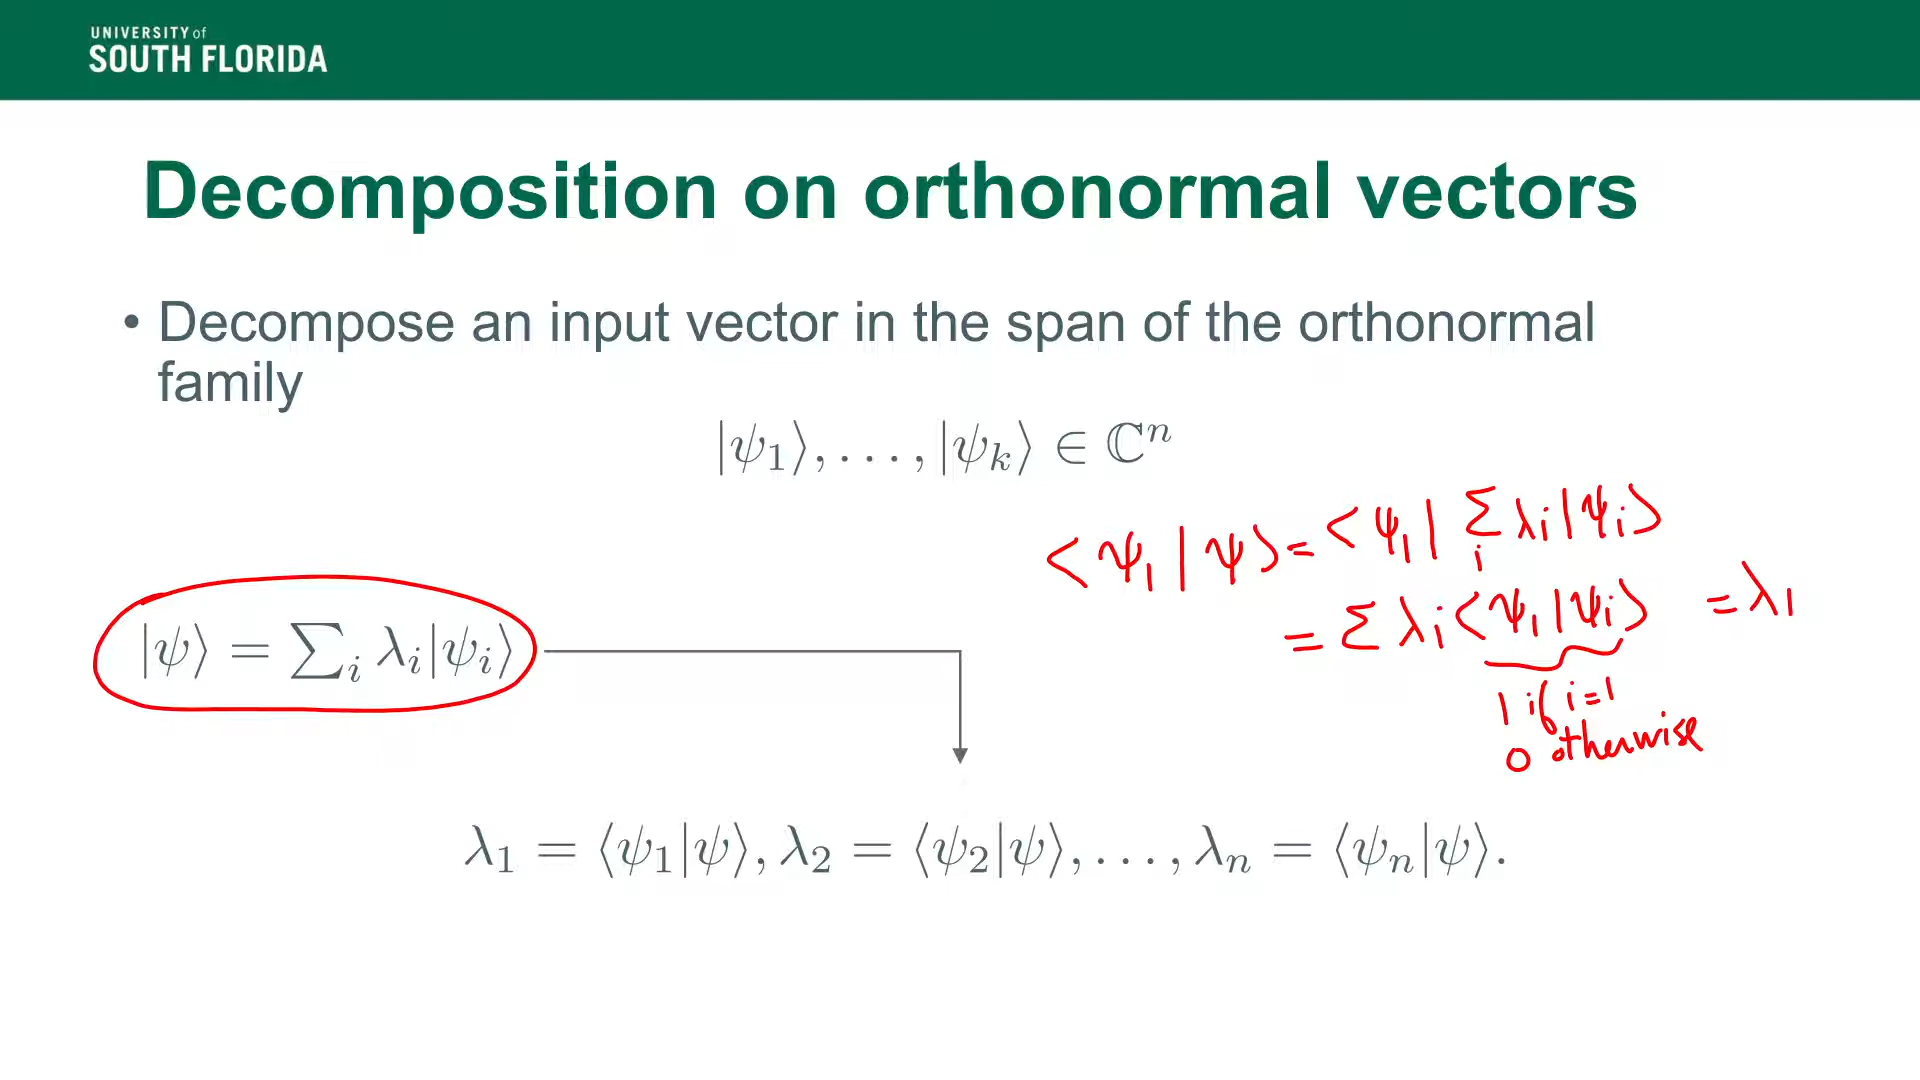 UNIVERSITY of
SOUTH FLORIDA
Decomposition on orthonormal vectors
• Decompose an input vector in the span of the orthonormal
family
|ψ₁⟩, . . . , |ψₖ⟩ ∈ ℂⁿ
⟨ψ₁|ψ⟩ = ⟨ψ₁| Σᵢ λᵢ|ψᵢ⟩
= Σ λᵢ⟨ψ₁|ψᵢ⟩ = λ₁
1 if i=1
0 otherwise
|ψ⟩ = ∑ᵢ λᵢ|ψᵢ⟩
λ₁ = ⟨ψ₁|ψ⟩, λ₂ = ⟨ψ₂|ψ⟩, . . . , λₙ = ⟨ψₙ|ψ⟩.